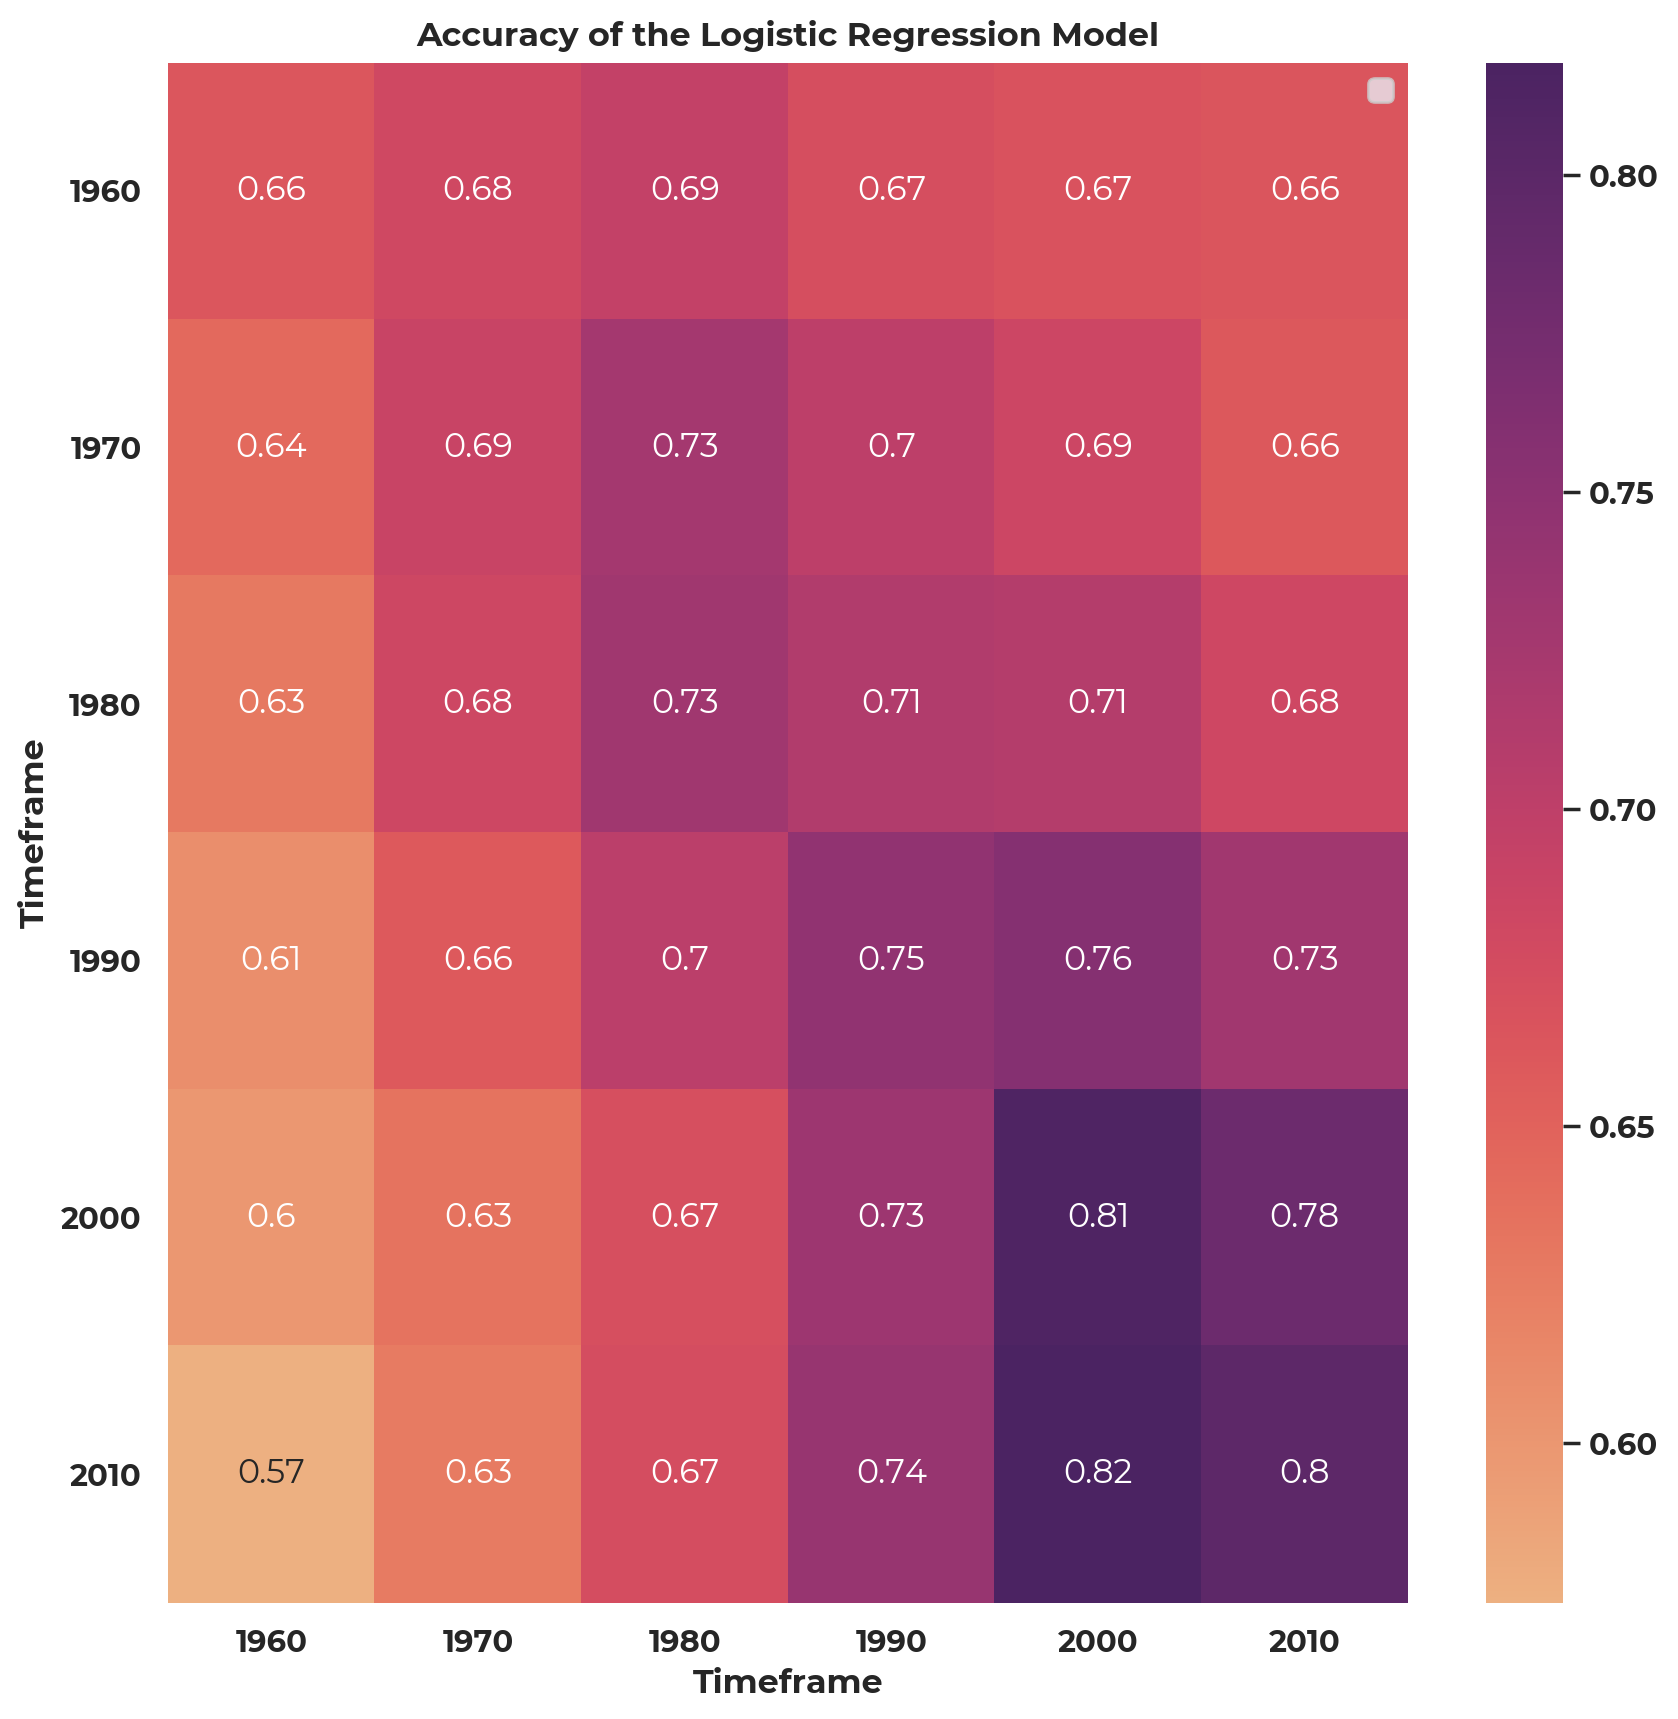 Accuracy of the Logistic Regression Model
1960 0.66 0.68 0.69 0.67 0.67 0.66
1970 0.64 0.69 0.73 0.7 0.69 0.66
1980 0.63 0.68 0.73 0.71 0.71 0.68
1990 0.61 0.66 0.7 0.75 0.76 0.73
2000 0.6 0.63 0.67 0.73 0.81 0.78
2010 0.57 0.63 0.67 0.74 0.82 0.8
Timeframe
1960 1970 1980 1990 2000 2010
Timeframe
0.80
0.75
0.70
0.65
0.60